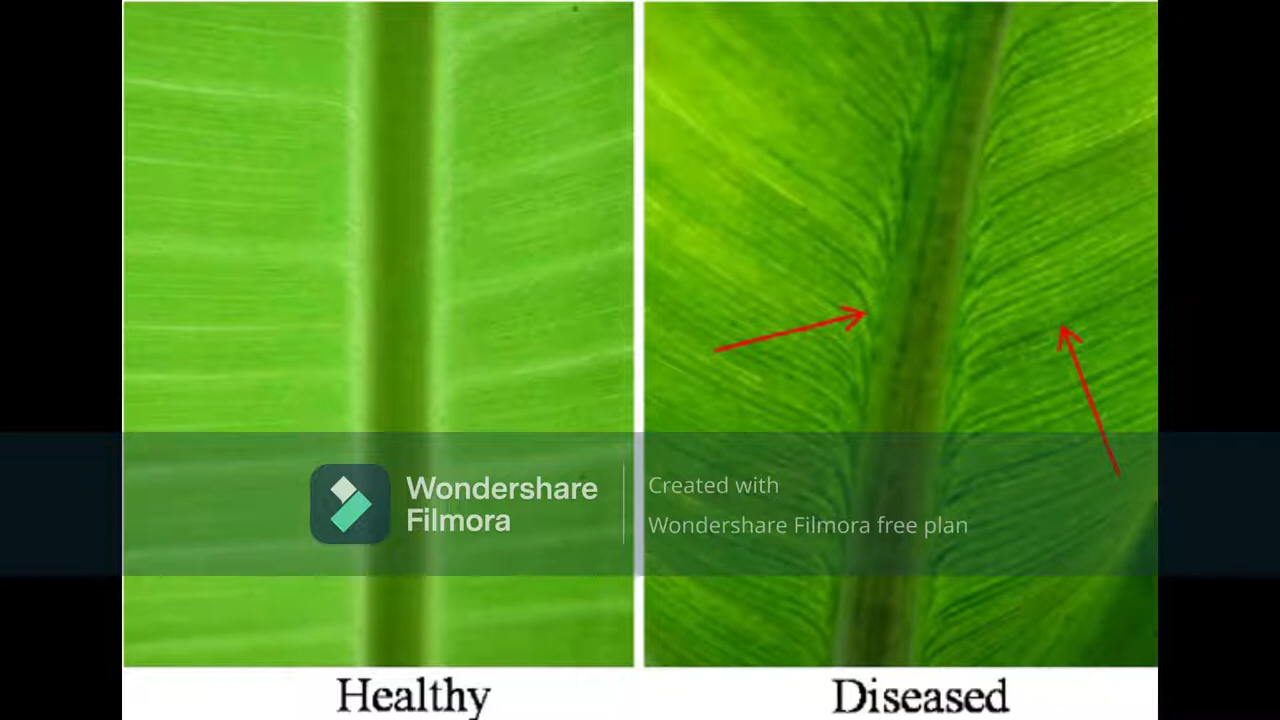 Wondershare
Filmora
Created with
Wondershare Filmora free plan
Healthy
Diseased